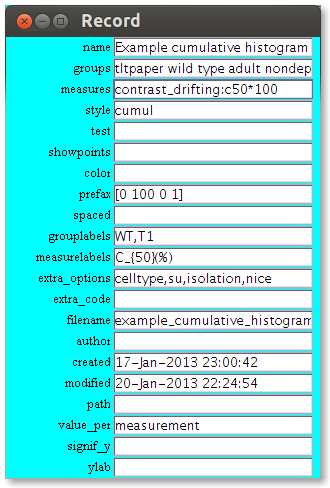 Record
name Example cumulative histogram
groups tltpaper wild type adult nondep
measures contrast_drifting:c50*100
style cumul
test
showpoints
color
prefax [0 100 0 1]
spaced
grouplabels WT,T1
measurelabels C_{50}(%)
extra_options celltype,su,isolation,nice
extra_code
filename example_cumulative_histogram
author
created 17-Jan-2013 23:00:42
modified 20-Jan-2013 22:24:54
path
value_per measurement
signif_y
ylab